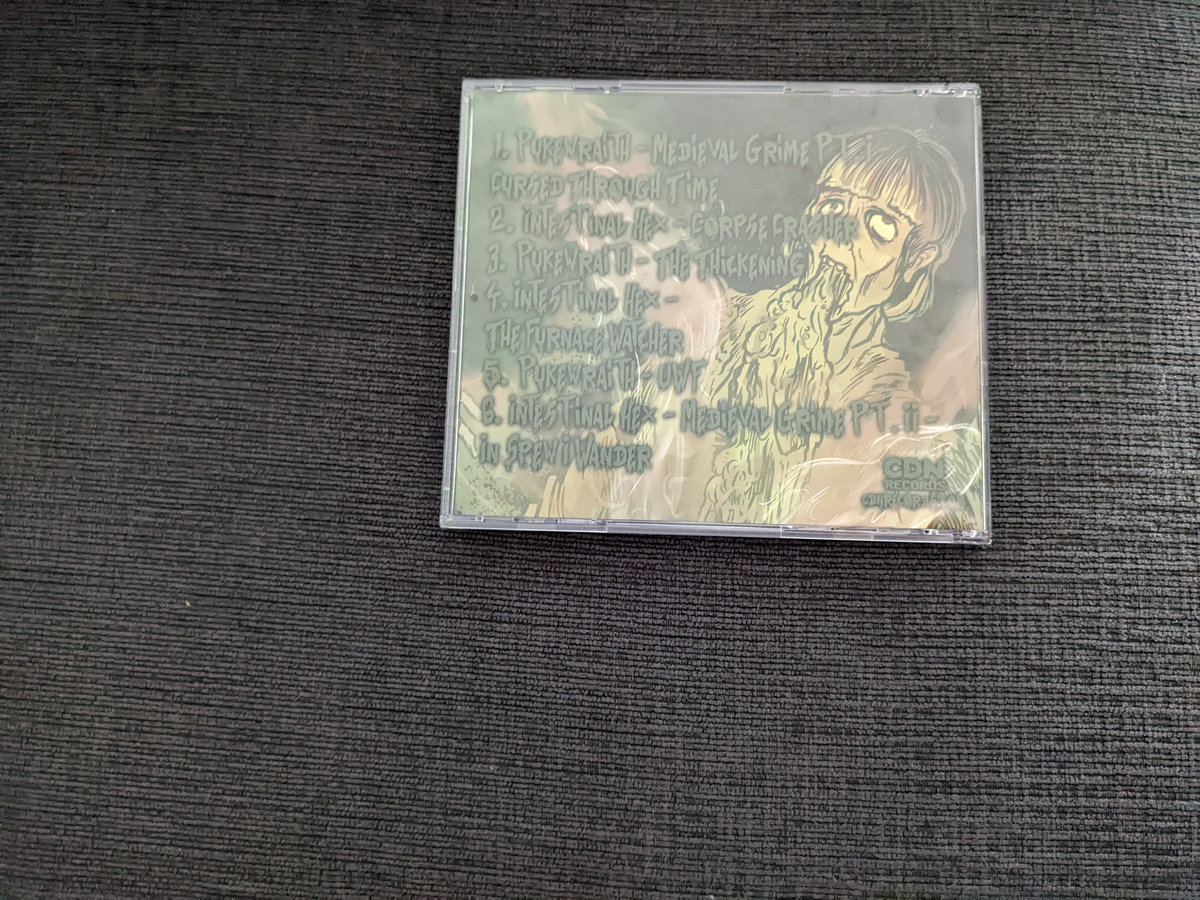 1. PUKEWRAITH - MEDIEVAL GRIME PT. i
CURSED THROUGH TIME
2. INTESTINAL HEX - CORPSE CRASHER
3. PUKEWRAITH - THE THICKENING
4. INTESTINAL HEX -
THE FURNACE WATCHER
5. PUKEWRAITH - UWF
6. INTESTINAL HEX - MEDIEVAL GRIME PT. ii -
IN SPEW I WANDER
CDN
RECORDS